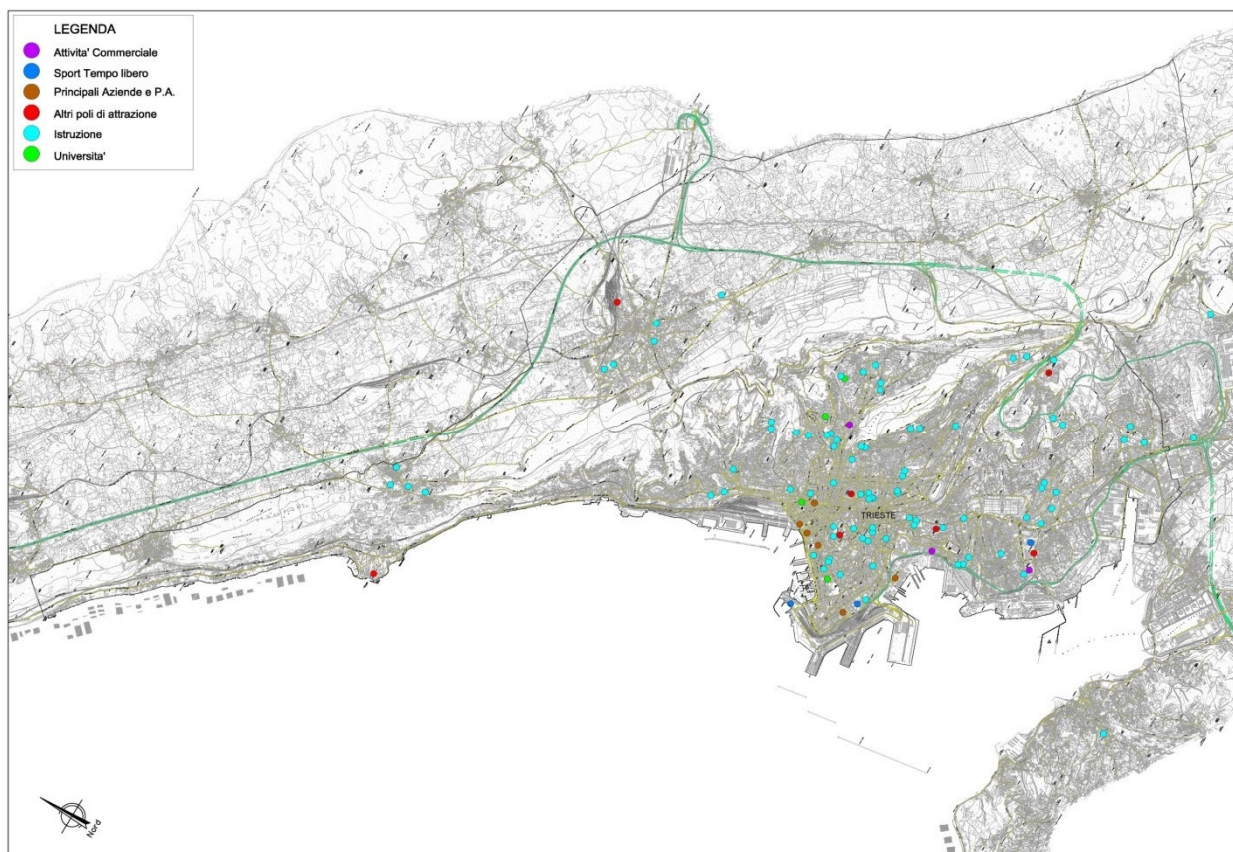 LEGENDA
Attivita' Commerciale
Sport Tempo libero
Principali Aziende e P.A.
Altri poli di attrazione
Istruzione
Universita'
TRIESTE
Nord